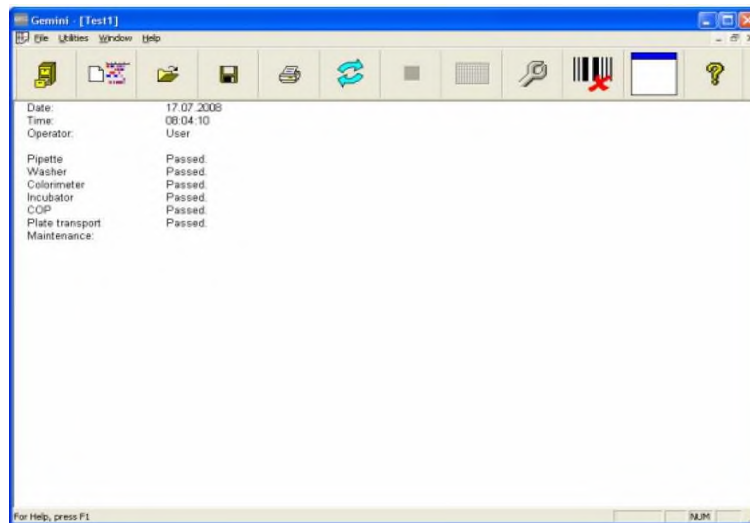 Gemini - [Test1]
File Utilities Window Help
Date: 17.07.2008
Time: 08:04:10
Operator: User
Pipette Passed.
Washer Passed.
Colorimeter Passed.
Incubator Passed.
COP Passed.
Plate transport Passed.
Maintenance:
For Help, press F1 NUM